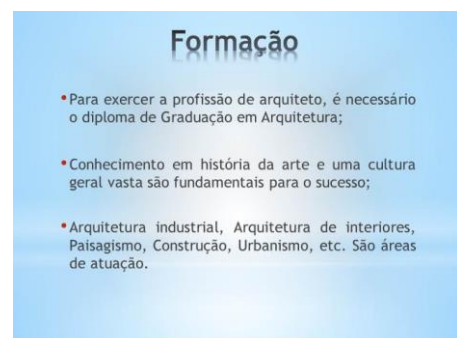 Formação
•Para exercer a profissão de arquiteto, é necessário
o diploma de Graduação em Arquitetura;
•Conhecimento em história da arte e uma cultura
geral vasta são fundamentais para o sucesso;
•Arquitetura industrial, Arquitetura de interiores,
Paisagismo, Construção, Urbanismo, etc. São áreas
de atuação.